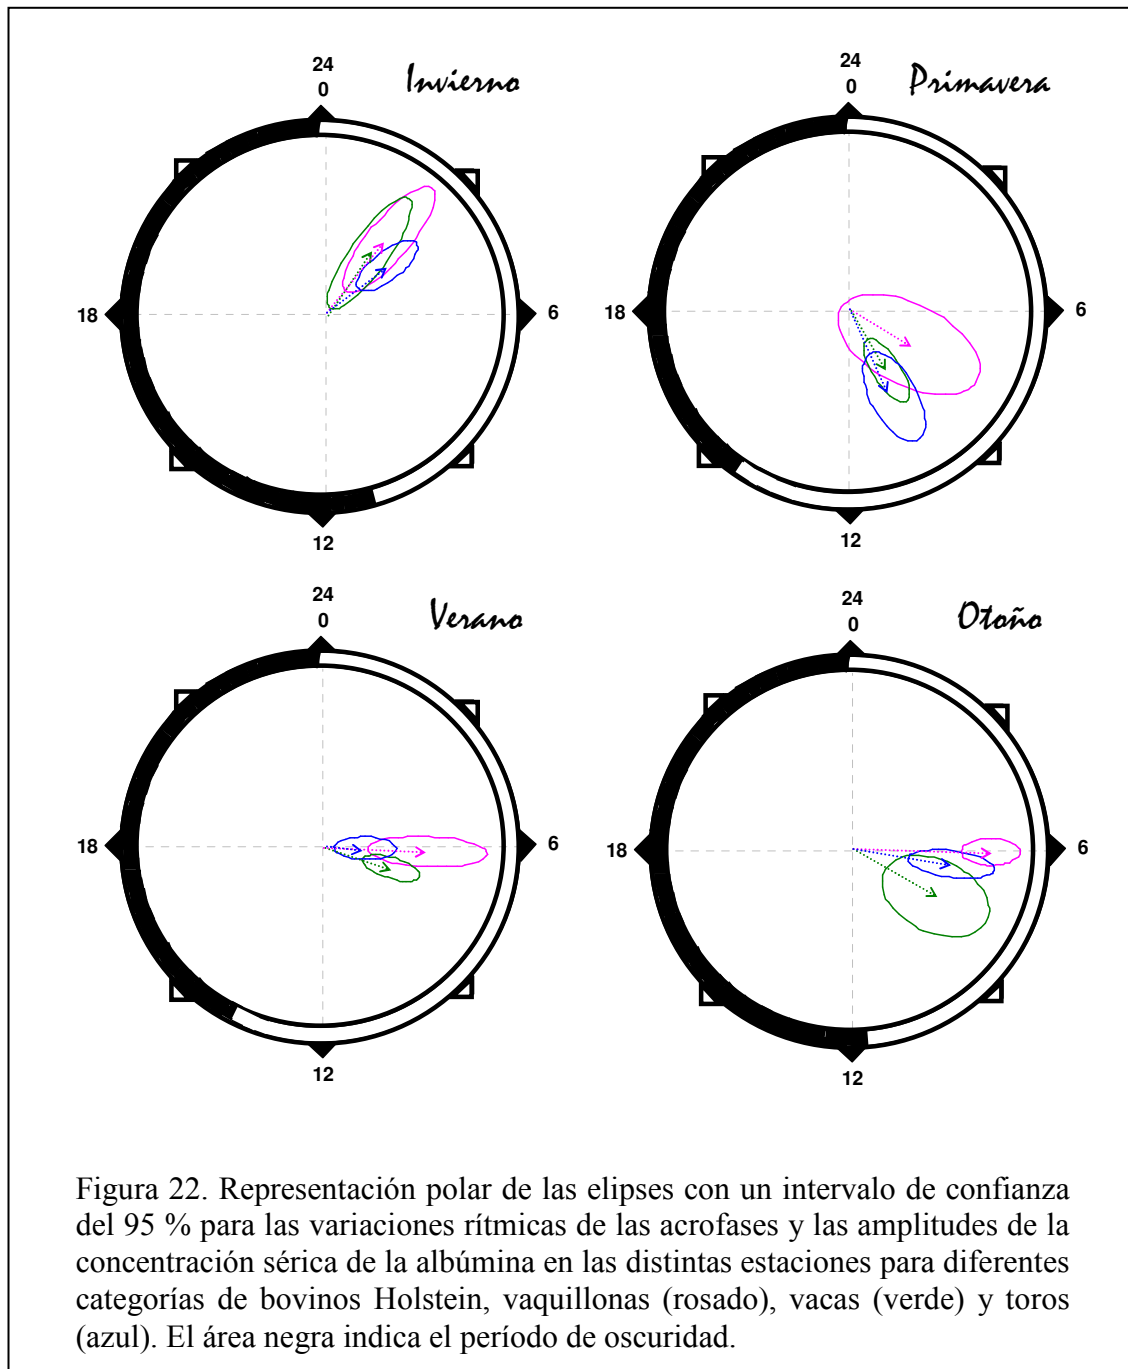 Invierno
24
0
18
6
12
Primavera
24
0
18
6
12
Verano
24
0
18
6
12
Otoño
24
0
18
6
12
Figura 22. Representación polar de las elipses con un intervalo de confianza
del 95 % para las variaciones rítmicas de las acrofases y las amplitudes de la
concentración sérica de la albúmina en las distintas estaciones para diferentes
categorías de bovinos Holstein, vaquillonas (rosado), vacas (verde) y toros
(azul). El área negra indica el período de oscuridad.